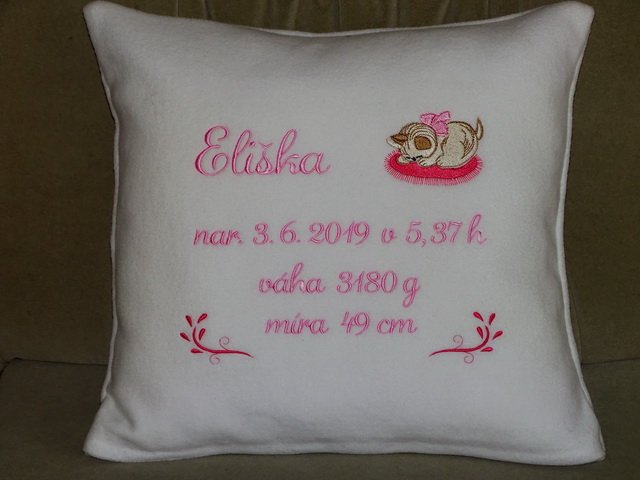 Eliška
nar. 3. 6. 2019 v 5,37 h
váha 3180 g
míra 49 cm